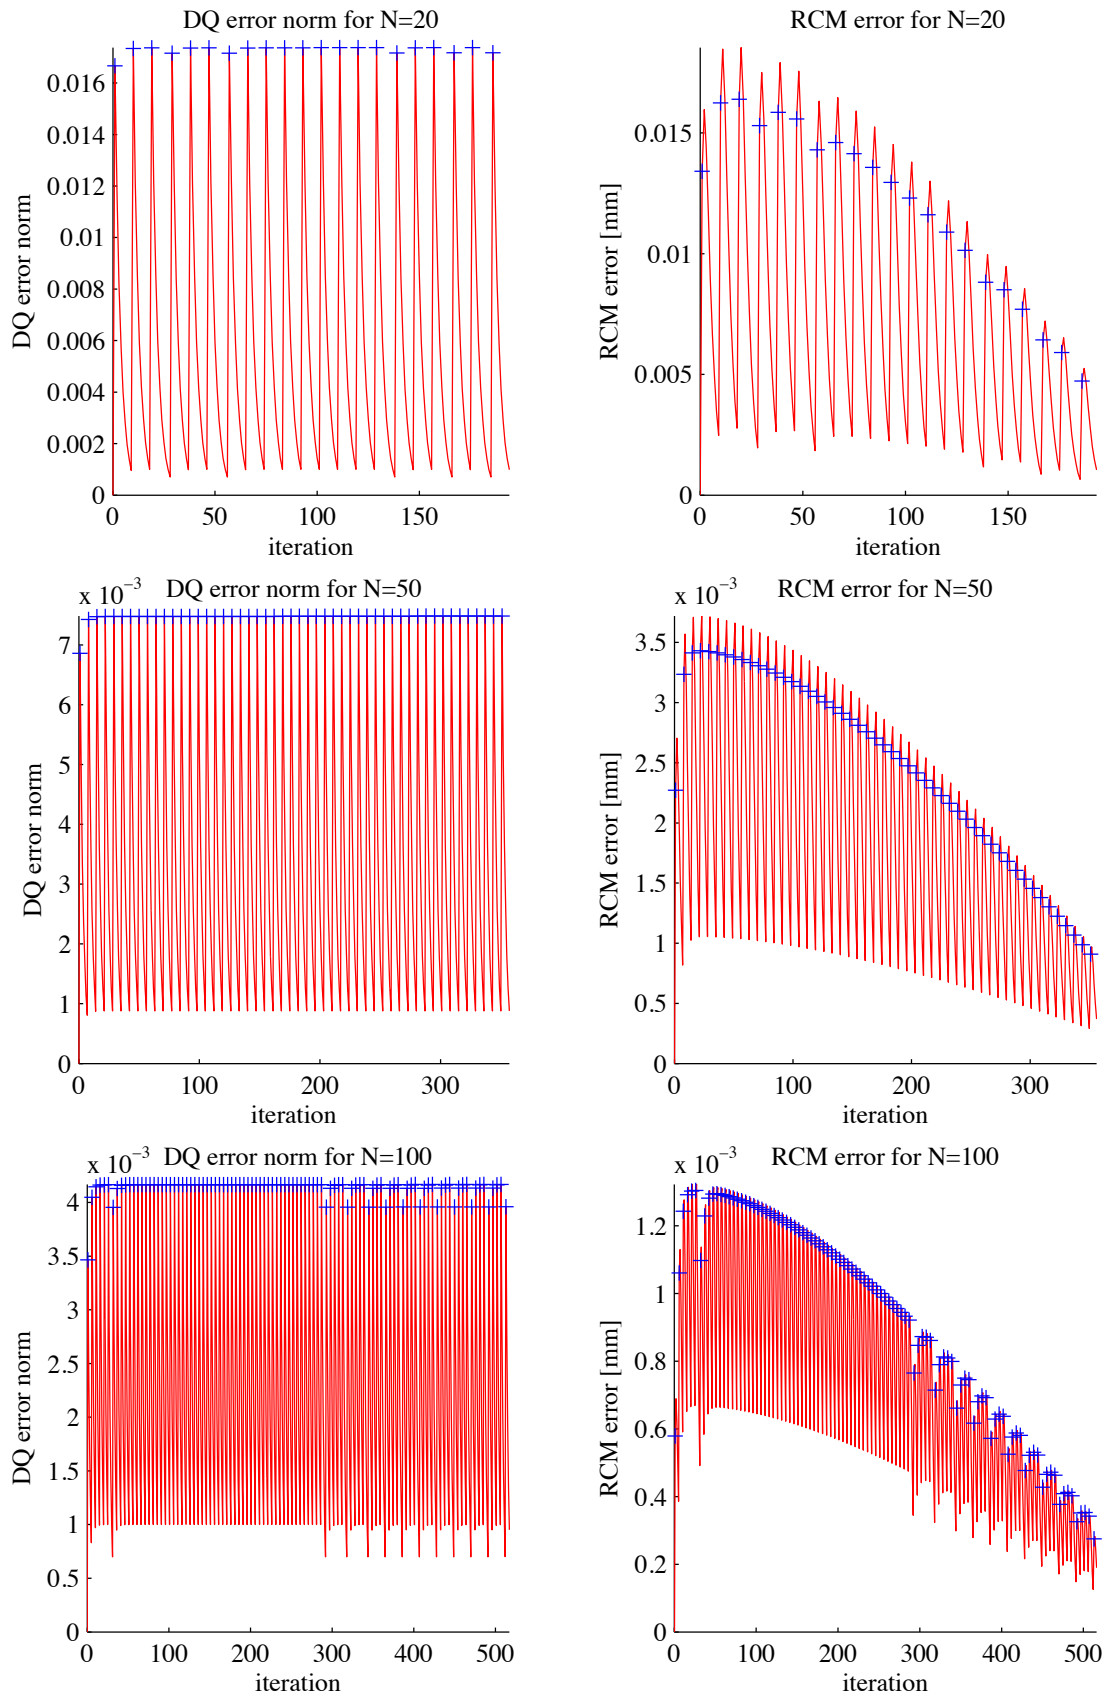 DQ error norm for N=20
DQ error norm
0.016
0.014
0.012
0.01
0.008
0.006
0.004
0.002
0
0 50 100 150
iteration
RCM error for N=20
RCM error [mm]
0.015
0.01
0.005
0
0 50 100 150
iteration
x 10−3
DQ error norm for N=50
DQ error norm
7
6
5
4
3
2
1
0
0 100 200 300
iteration
x 10−3
RCM error for N=50
RCM error [mm]
3.5
3
2.5
2
1.5
1
0.5
0
0 100 200 300
iteration
x 10−3
DQ error norm for N=100
DQ error norm
4
3.5
3
2.5
2
1.5
1
0.5
0
0 100 200 300 400 500
iteration
x 10−3
RCM error for N=100
RCM error [mm]
1.2
1
0.8
0.6
0.4
0.2
0
0 100 200 300 400 500
iteration